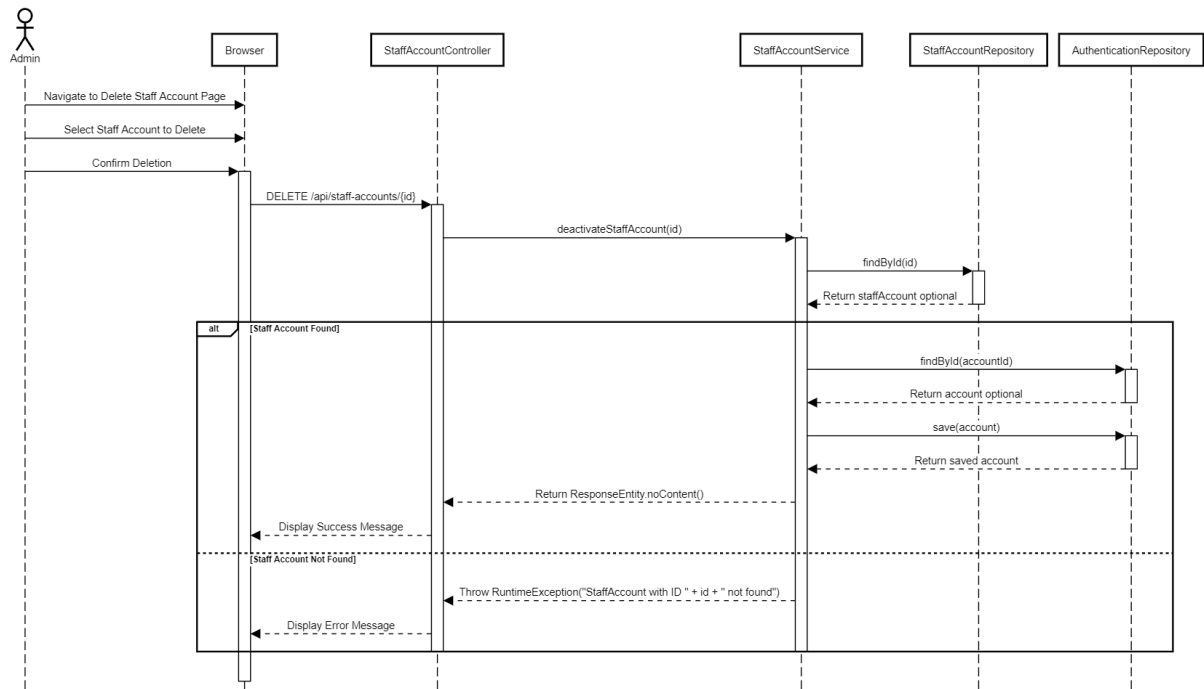 Admin
Browser
StaffAccountController
StaffAccountService
StaffAccountRepository
AuthenticationRepository
Navigate to Delete Staff Account Page
Select Staff Account to Delete
Confirm Deletion
DELETE /api/staff-accounts/{id}
deactivateStaffAccount(id)
findById(id)
Return staffAccount optional
alt
[Staff Account Found]
findById(accountId)
Return account optional
save(account)
Return saved account
Return ResponseEntity.noContent()
Display Success Message
[Staff Account Not Found]
Throw RuntimeException("StaffAccount with ID " + id + " not found")
Display Error Message